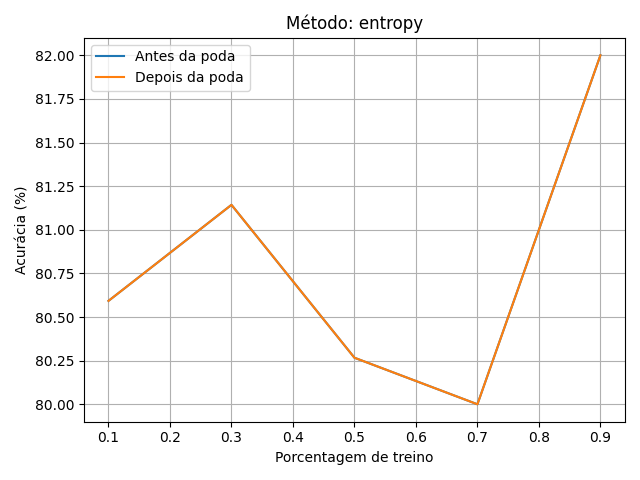 Método: entropy
Antes da poda
Depois da poda
Acurácia (%)
82.00
81.75
81.50
81.25
81.00
80.75
80.50
80.25
80.00
0.1 0.2 0.3 0.4 0.5 0.6 0.7 0.8 0.9
Porcentagem de treino